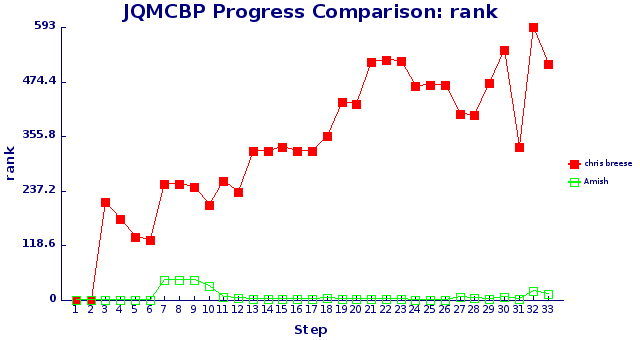 JQMCBP Progress Comparison: rank
593
474.4
355.8
237.2
118.6
0
rank
1 2 3 4 5 6 7 8 9 10 11 12 13 14 15 16 17 18 19 20 21 22 23 24 25 26 27 28 29 30 31 32 33
Step
chris breese
Amish